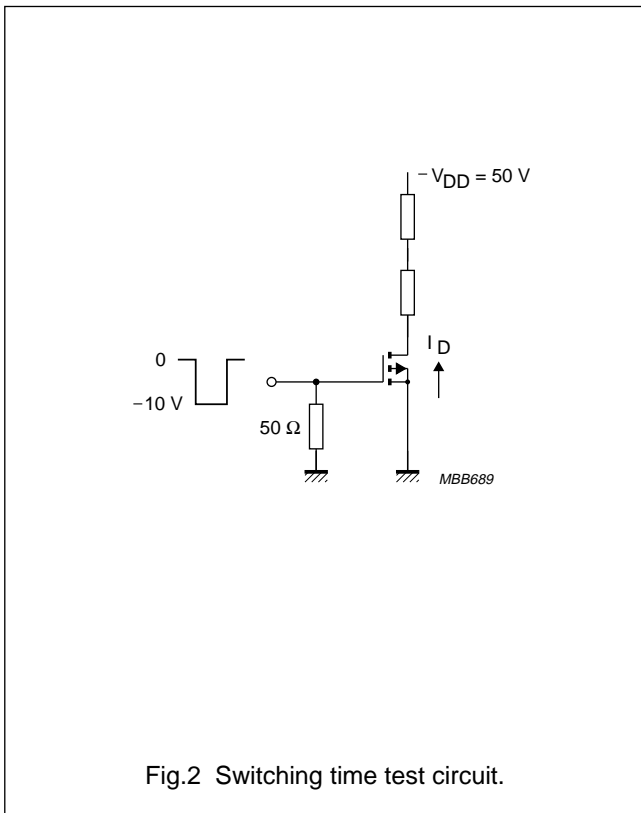 − VDD = 50 V
ID
0
−10 V
50 Ω
MBB689
Fig.2 Switching time test circuit.